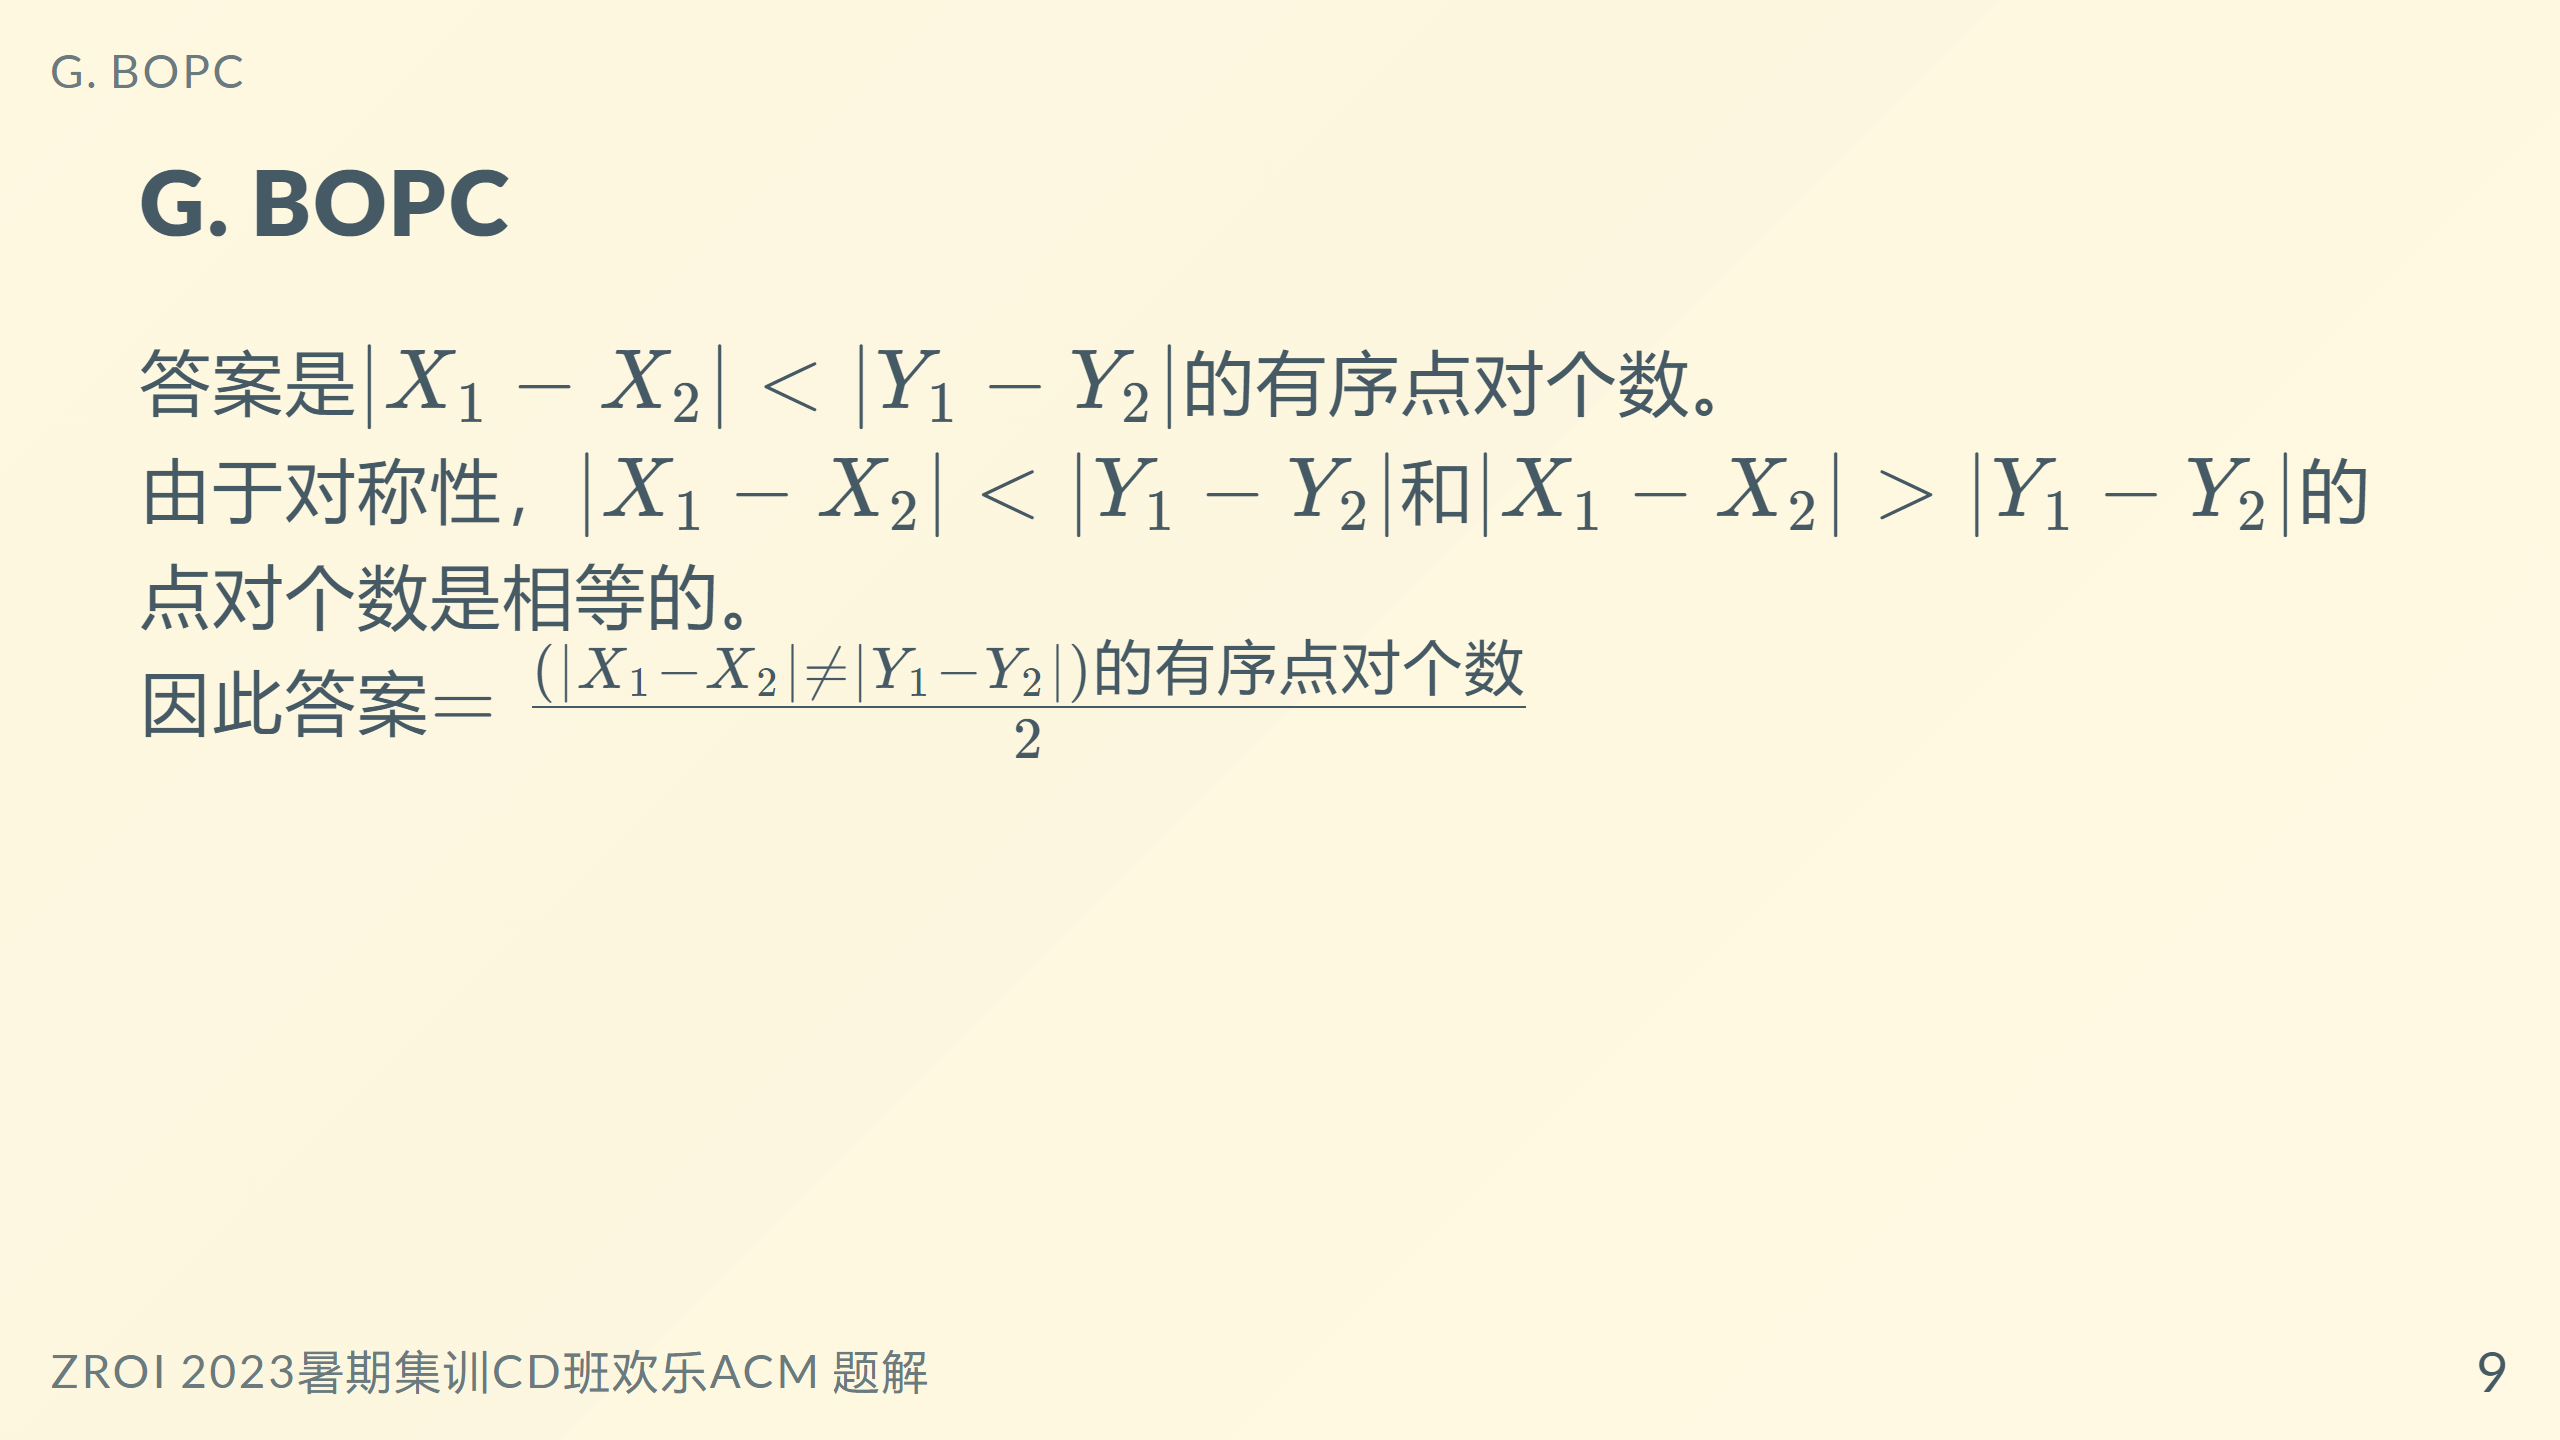 G. BOPC
G. BOPC
答案是|X₁ − X₂| < |Y₁ − Y₂|的有序点对个数。
由于对称性，|X₁ − X₂| < |Y₁ − Y₂|和|X₁ − X₂| > |Y₁ − Y₂|的
点对个数是相等的。
因此答案= (|X₁−X₂|≠|Y₁−Y₂|)的有序点对个数
2
ZROI 2023暑期集训CD班欢乐ACM 题解
9